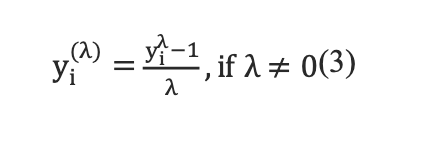 y_i^(λ) = (y_i^λ − 1)/λ , if λ ≠ 0(3)